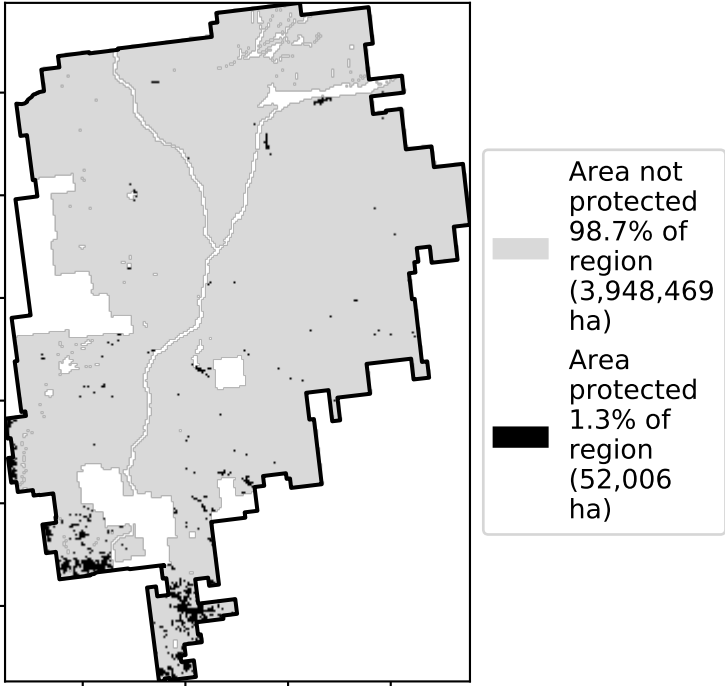 Area not
protected
98.7% of
region
(3,948,469
ha)
Area
protected
1.3% of
region
(52,006
ha)